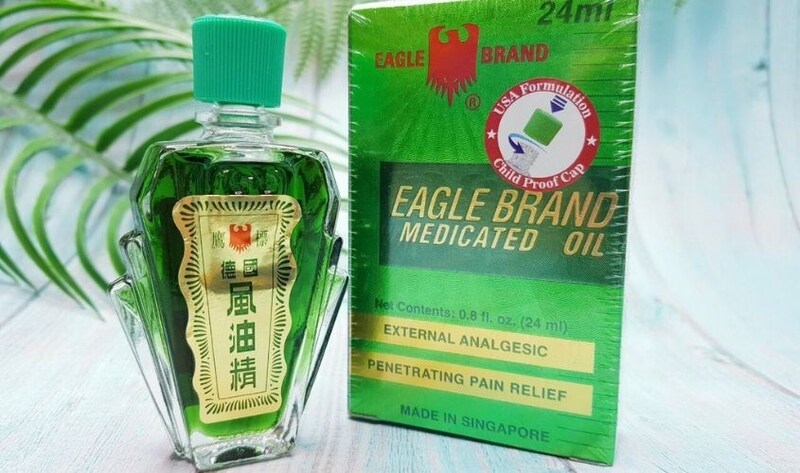 鷹標
德國
風油精
24ml
EAGLE BRAND
®
USA Formulation
Child Proof Cap
EAGLE BRAND
MEDICATED OIL
Net Contents: 0.8 fl. oz. (24 ml)
EXTERNAL ANALGESIC
PENETRATING PAIN RELIEF
MADE IN SINGAPORE